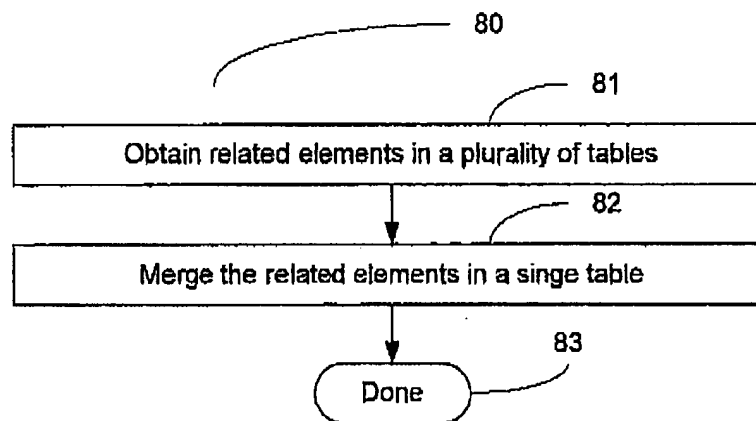 80
81
Obtain related elements in a plurality of tables
82
Merge the related elements in a singe table
83
Done